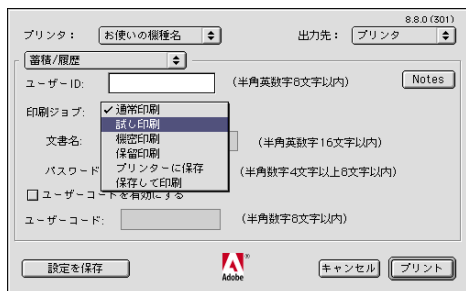 8.8.0 (301)
プリンタ： お使いの機種名 出力先： プリンタ
蓄積/履歴
ユーザーID: (半角英数字8文字以内) Notes
印刷ジョブ: ✓通常印刷
試し印刷
文書名: 機密印刷 (半角英数字16文字以内)
保留印刷
パスワード プリンターに保存 (半角数字4文字以上8文字以内)
保存して印刷
ユーザーコードを有効にする
ユーザーコード: (半角数字8文字以内)
設定を保存 Adobe キャンセル プリント